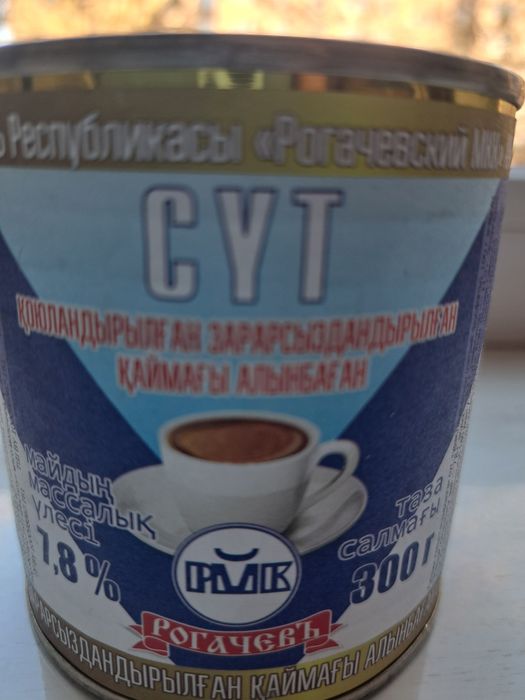 Республикасы «Рогачевский МКК»
СҮТ
ҚОЮЛАНДЫРЫЛҒАН ЗАРАРСЫЗДАНДЫРЫЛҒАН
ҚАЙМАҒЫ АЛЫНБАҒАН
майдың
массалық
үлесі
7,8 %
таза
салмағы
300 г
РМК
РОГАЧЕВЪ
ЗАРАРСЫЗДАНДЫРЫЛҒАН ҚАЙМАҒЫ АЛЫНБАҒАН